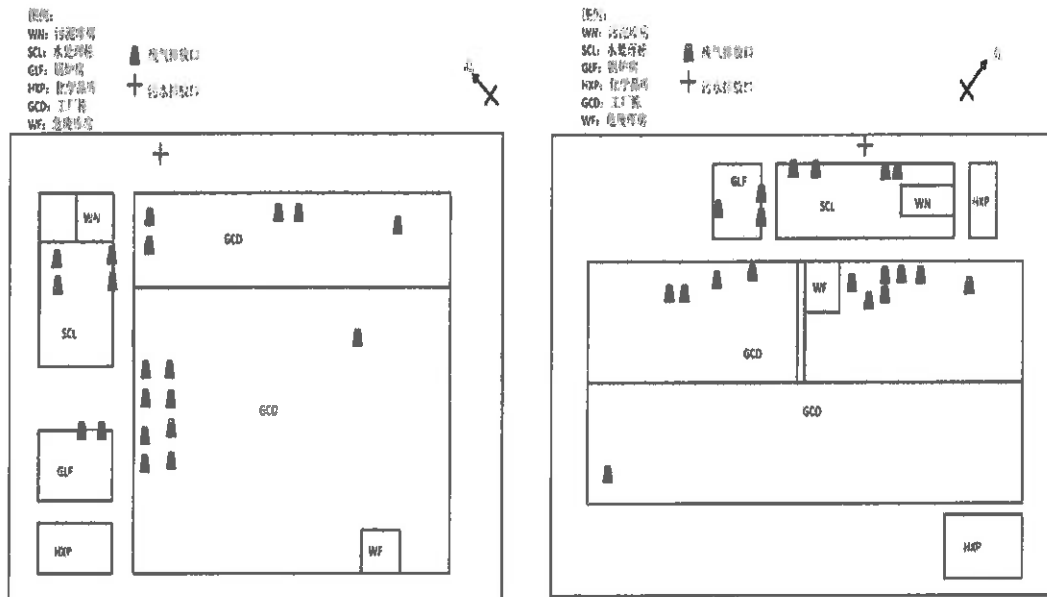 图例:
WN: 污泥库房
SCL: 水处理站
GLF: 锅炉房
HXP: 化学品库
GCD: 工厂
WF: 危废库房
废气排放口
污水排放口
北
WN
GCD
SCL
GCD
GLF
HXP
WF
图例:
WN: 污泥库房
SCL: 水处理站
GLF: 锅炉房
HXP: 化学品库
GCD: 工厂
WF: 危废库房
废气排放口
污水排放口
北
GLF
SCL
WN
HXP
WF
GCD
GCD
HXP